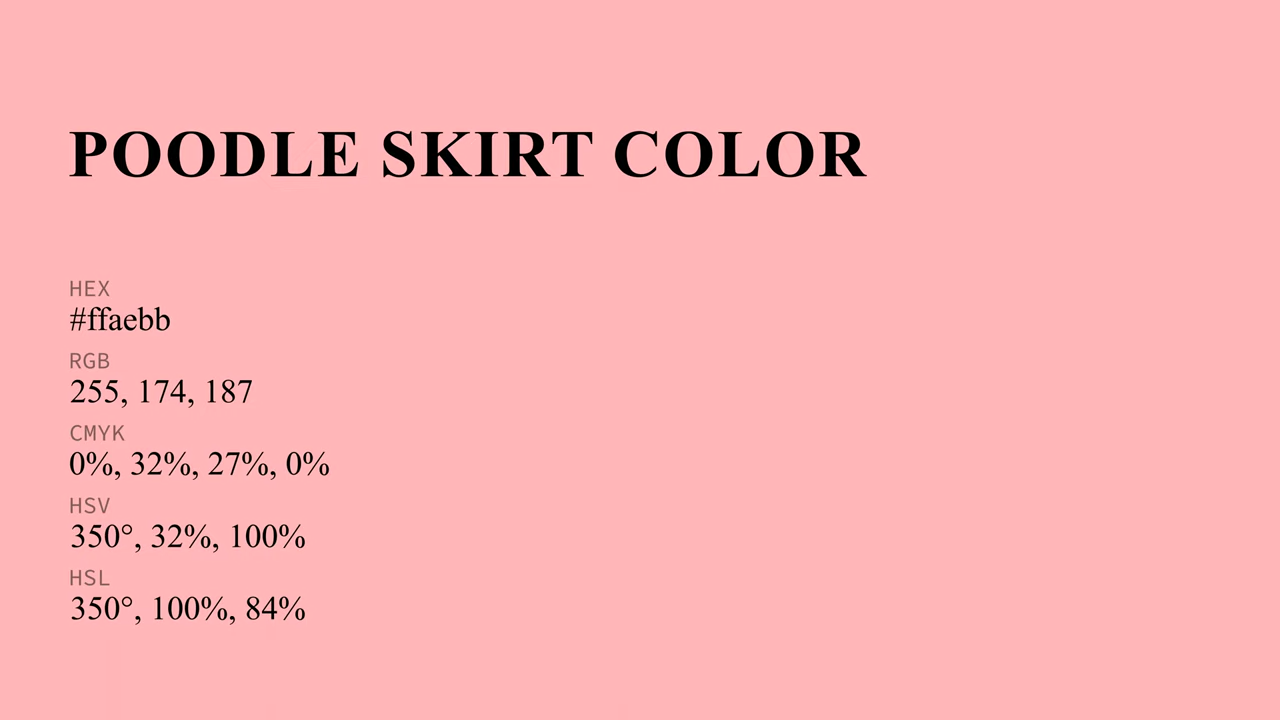 POODLE SKIRT COLOR
HEX
#ffaebb
RGB
255, 174, 187
CMYK
0%, 32%, 27%, 0%
HSV
350°, 32%, 100%
HSL
350°, 100%, 84%